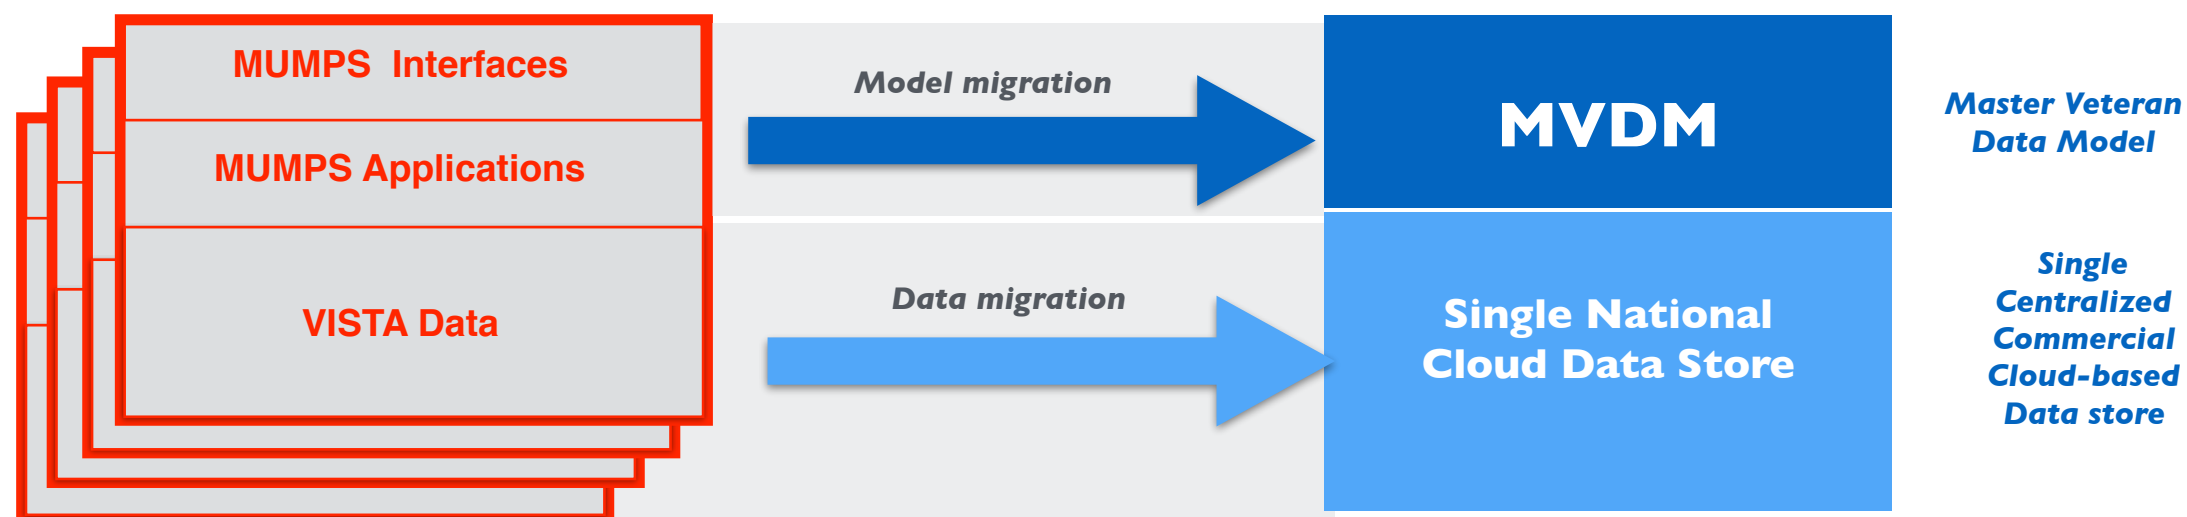 MUMPS  Interfaces
MUMPS Applications
VISTA Data
Model migration
Data migration
MVDM
Single National
Cloud Data Store
Master Veteran
Data Model
Single
Centralized
Commercial
Cloud-based
Data store